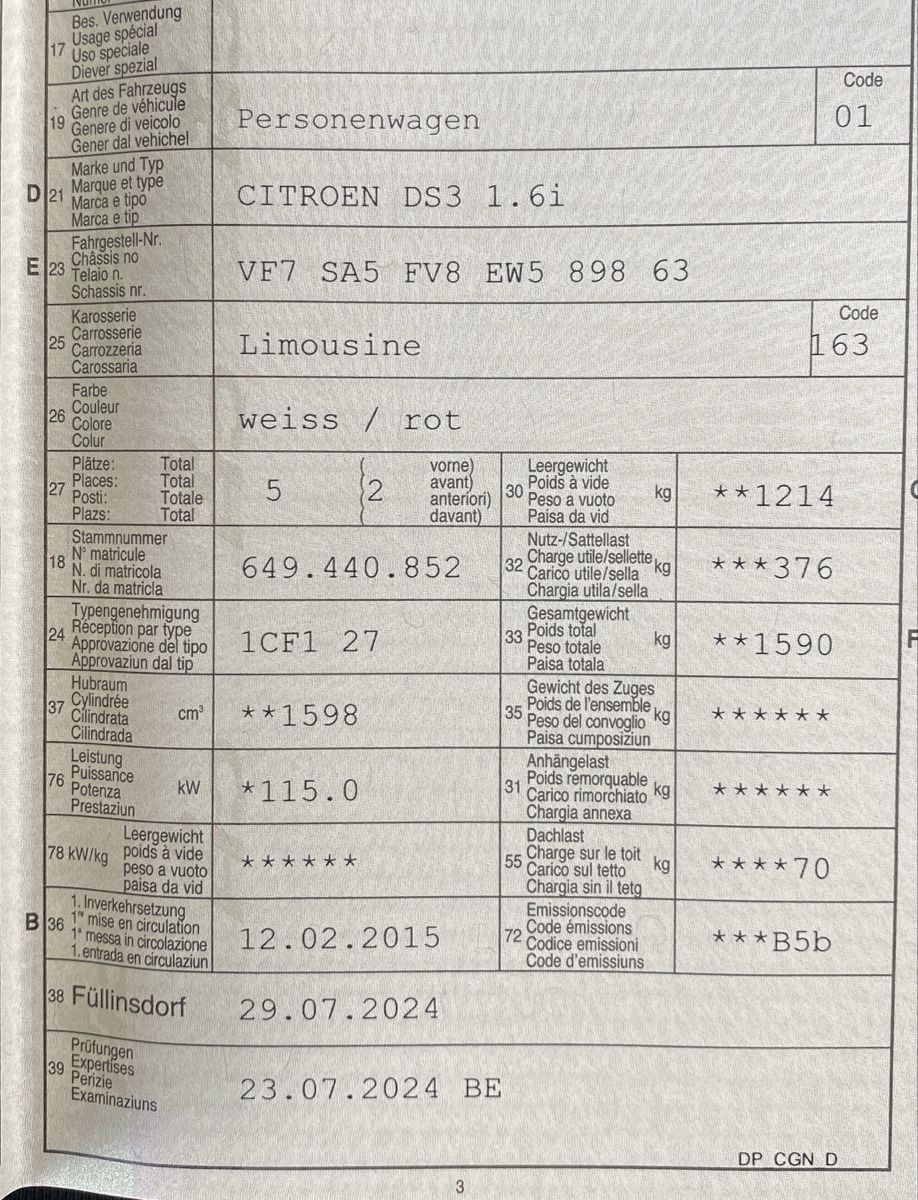 Bes. Verwendung
17 Usage spécial
Uso speciale
Diever spezial
Art des Fahrzeugs
19 Genre de véhicule
Genere di veicolo
Gener dal vehichel
Personenwagen
Code
01
Marke und Typ
D 21 Marque et type
Marca e tipo
Marca e tip
CITROEN DS3 1.6i
Fahrgestell-Nr.
E 23 Châssis no
Telaio n.
Schassis nr.
VF7 SA5 FV8 EW5 898 63
Karosserie
25 Carrosserie
Carrozzeria
Carossaria
Limousine
Code
163
Farbe
26 Couleur
Colore
Colur
weiss / rot
Plätze: Total
27 Places: Total
Posti: Totale
Plazs: Total
5 (2 vorne)
avant)
anteriori)
davant)
Leergewicht
30 Poids à vide kg
Peso a vuoto
Paisa da vid
**1214
Stammnummer
18 N° matricule
N. di matricola
Nr. da matricla
649.440.852
Nutz-/Sattellast
32 Charge utile/sellette kg
Carico utile/sella
Chargia utila/sella
***376
Typengenehmigung
24 Réception par type
Approvazione del tipo
Approvaziun dal tip
1CF1 27
Gesamtgewicht
33 Poids total kg
Peso totale
Paisa totala
**1590
Hubraum
37 Cylindrée cm³
Cilindrata
Cilindrada
**1598
Gewicht des Zuges
35 Poids de l'ensemble kg
Peso del convoglio
Paisa cumposiziun
******
Leistung
76 Puissance kW
Potenza
Prestaziun
*115.0
Anhängelast
31 Poids remorquable kg
Carico rimorchiato
Chargia annexa
******
Leergewicht
78 kW/kg poids à vide
peso a vuoto
paisa da vid
******
Dachlast
55 Charge sur le toit kg
Carico sul tetto
Chargia sin il tetg
****70
1. Inverkehrsetzung
B 36 1re mise en circulation
1a messa in circolazione
1. entrada en circulaziun
12.02.2015
Emissionscode
72 Code émissions
Codice emissioni
Code d'emissiuns
***B5b
38 Füllinsdorf 29.07.2024
Prüfungen
39 Expertises
Perizie
Examinaziuns
23.07.2024 BE
DP_CGN_D
3